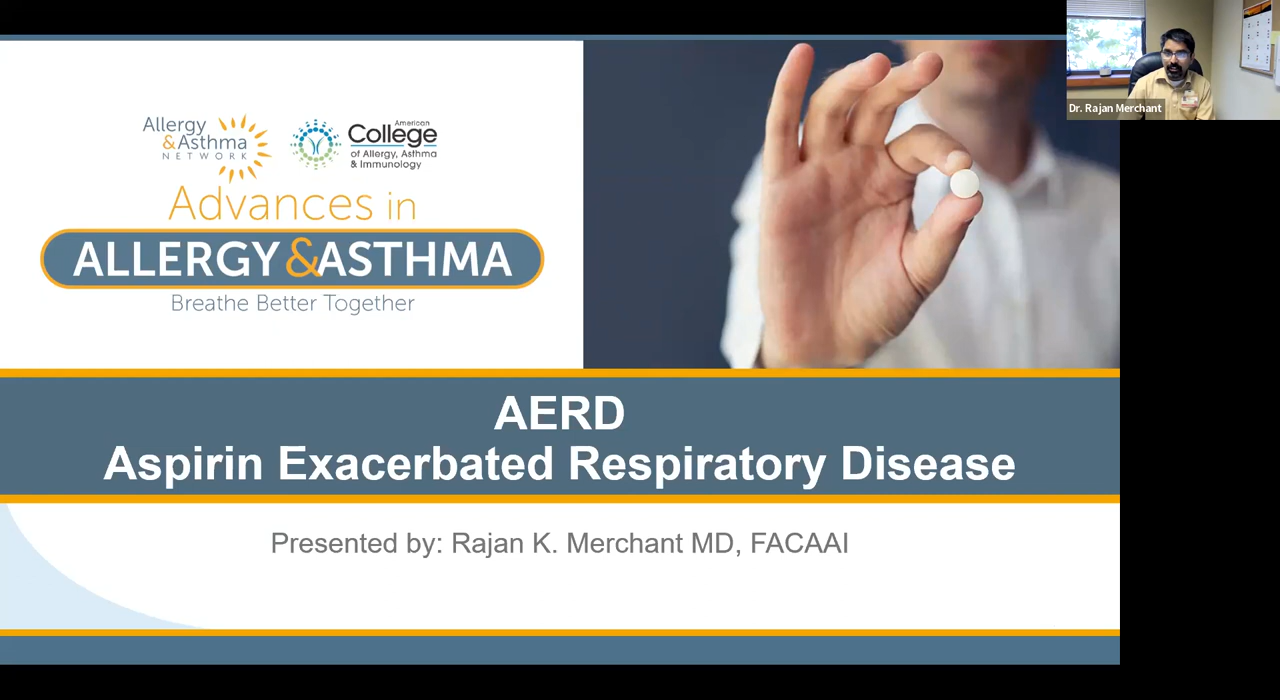 Dr. Rajan Merchant
Allergy
&Asthma
NETWORK
American
College
of Allergy, Asthma
& Immunology
Advances in
ALLERGY&ASTHMA
Breathe Better Together
AERD
Aspirin Exacerbated Respiratory Disease
Presented by: Rajan K. Merchant MD, FACAAI